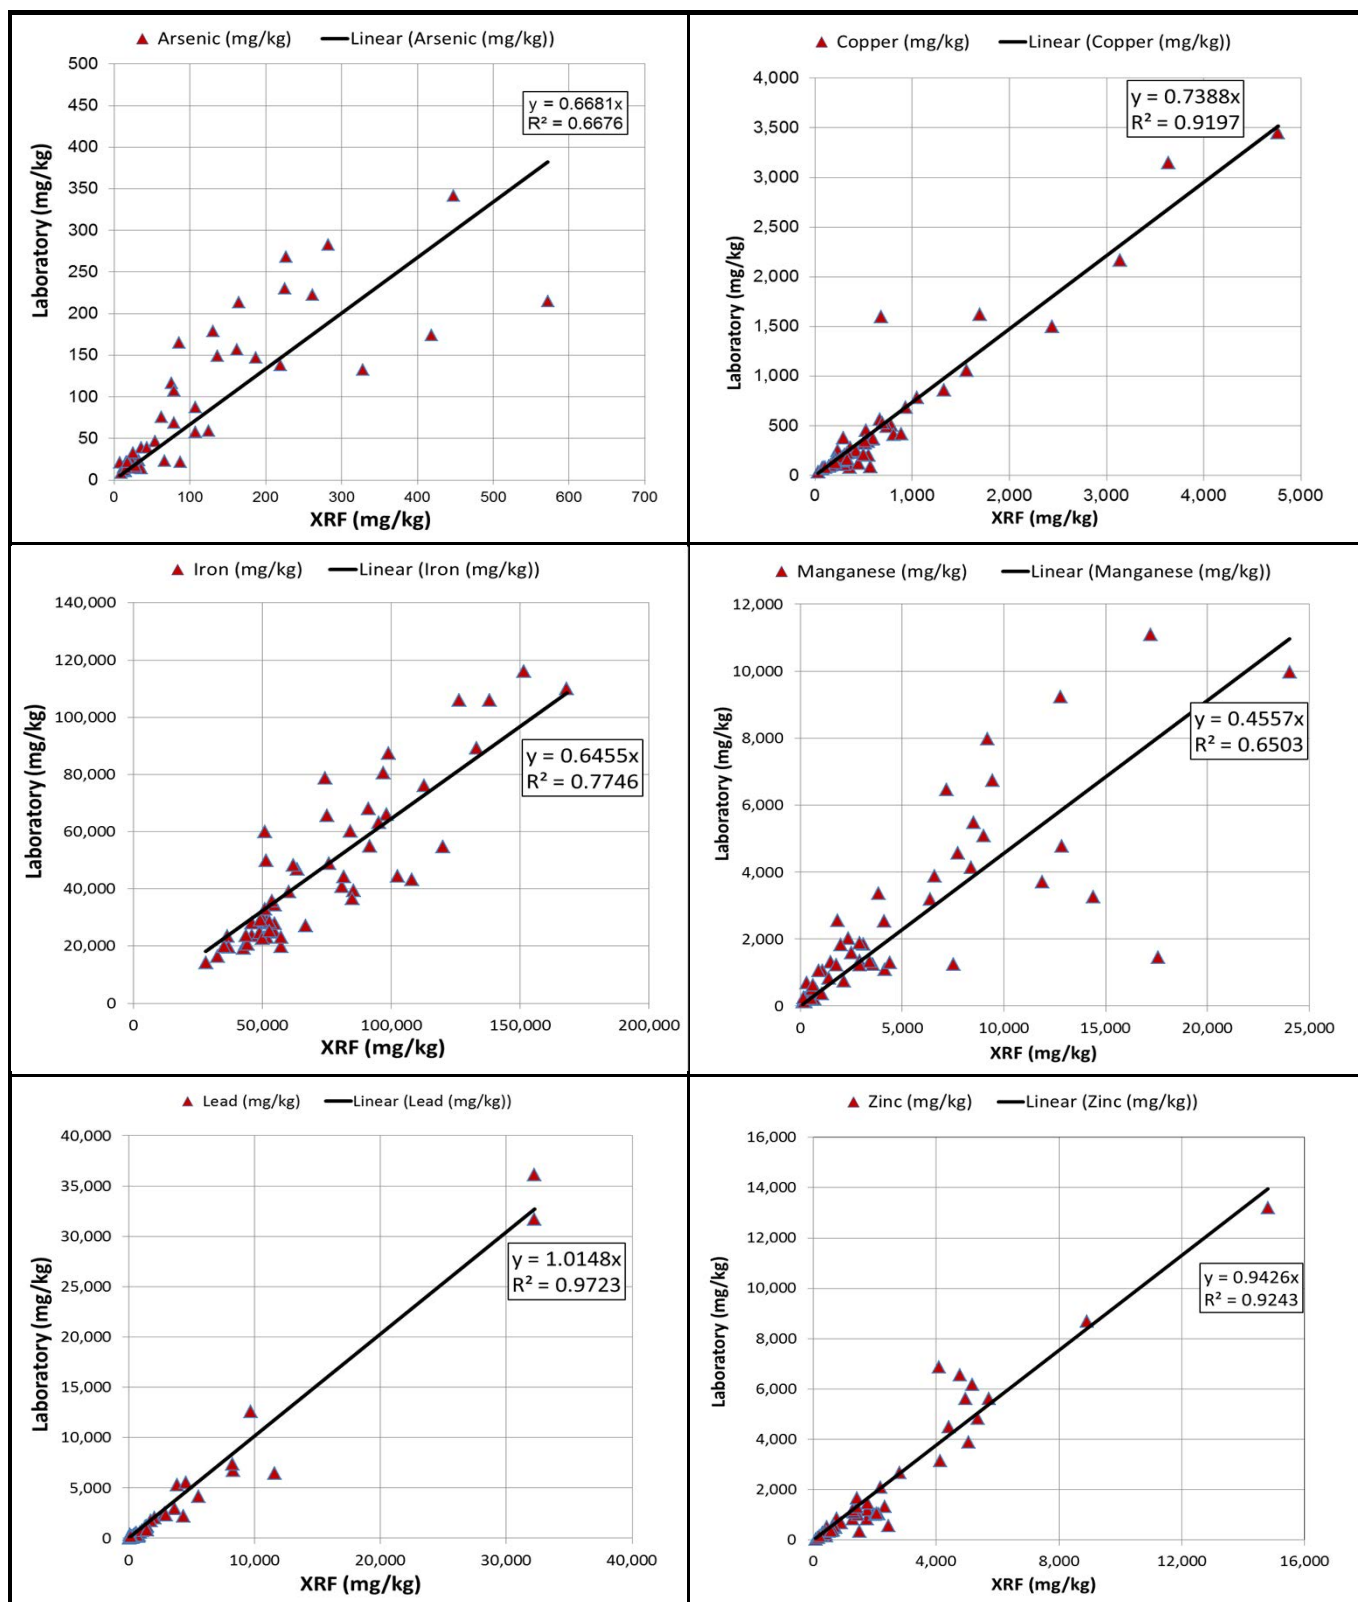 Arsenic (mg/kg) Linear (Arsenic (mg/kg))
500
450
400
350
300
250
200
150
100
50
0
Laboratory (mg/kg)
y = 0.6681x
R² = 0.6676
0 100 200 300 400 500 600 700
XRF (mg/kg)
Copper (mg/kg) Linear (Copper (mg/kg))
4,000
3,500
3,000
2,500
2,000
1,500
1,000
500
0
Laboratory (mg/kg)
y = 0.7388x
R² = 0.9197
0 1,000 2,000 3,000 4,000 5,000
XRF (mg/kg)
Iron (mg/kg) Linear (Iron (mg/kg))
140,000
120,000
100,000
80,000
60,000
40,000
20,000
0
Laboratory (mg/kg)
y = 0.6455x
R² = 0.7746
0 50,000 100,000 150,000 200,000
XRF (mg/kg)
Manganese (mg/kg) Linear (Manganese (mg/kg))
12,000
10,000
8,000
6,000
4,000
2,000
0
Laboratory (mg/kg)
y = 0.4557x
R² = 0.6503
0 5,000 10,000 15,000 20,000 25,000
XRF (mg/kg)
Lead (mg/kg) Linear (Lead (mg/kg))
40,000
35,000
30,000
25,000
20,000
15,000
10,000
5,000
0
Laboratory (mg/kg)
y = 1.0148x
R² = 0.9723
0 10,000 20,000 30,000 40,000
XRF (mg/kg)
Zinc (mg/kg) Linear (Zinc (mg/kg))
16,000
14,000
12,000
10,000
8,000
6,000
4,000
2,000
0
Laboratory (mg/kg)
y = 0.9426x
R² = 0.9243
0 4,000 8,000 12,000 16,000
XRF (mg/kg)